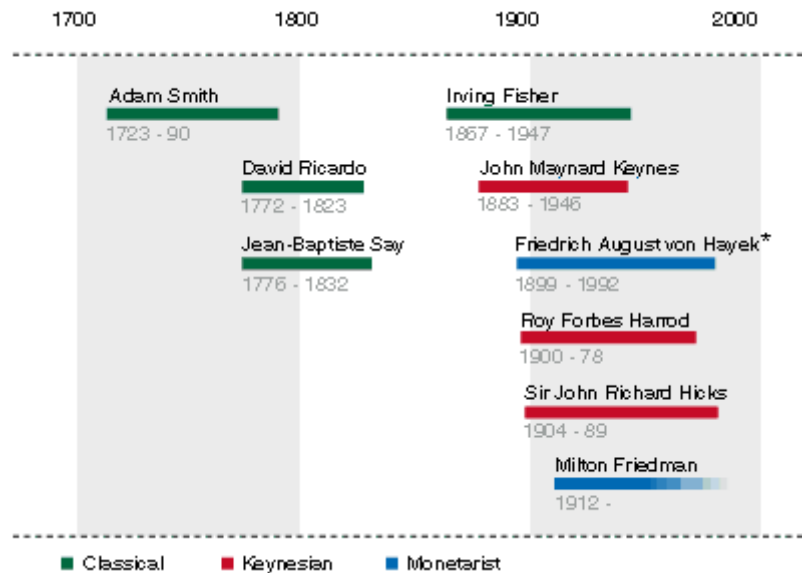 1700 1800 1900 2000
Adam Smith
1723 - 90
Irving Fisher
1867 - 1947
David Ricardo
1772 - 1823
John Maynard Keynes
1883 - 1946
Jean-Baptiste Say
1776 - 1832
Friedrich August von Hayek*
1899 - 1992
Roy Forbes Harrod
1900 - 78
Sir John Richard Hicks
1904 - 89
Milton Friedman
1912 -
Classical Keynesian Monetarist